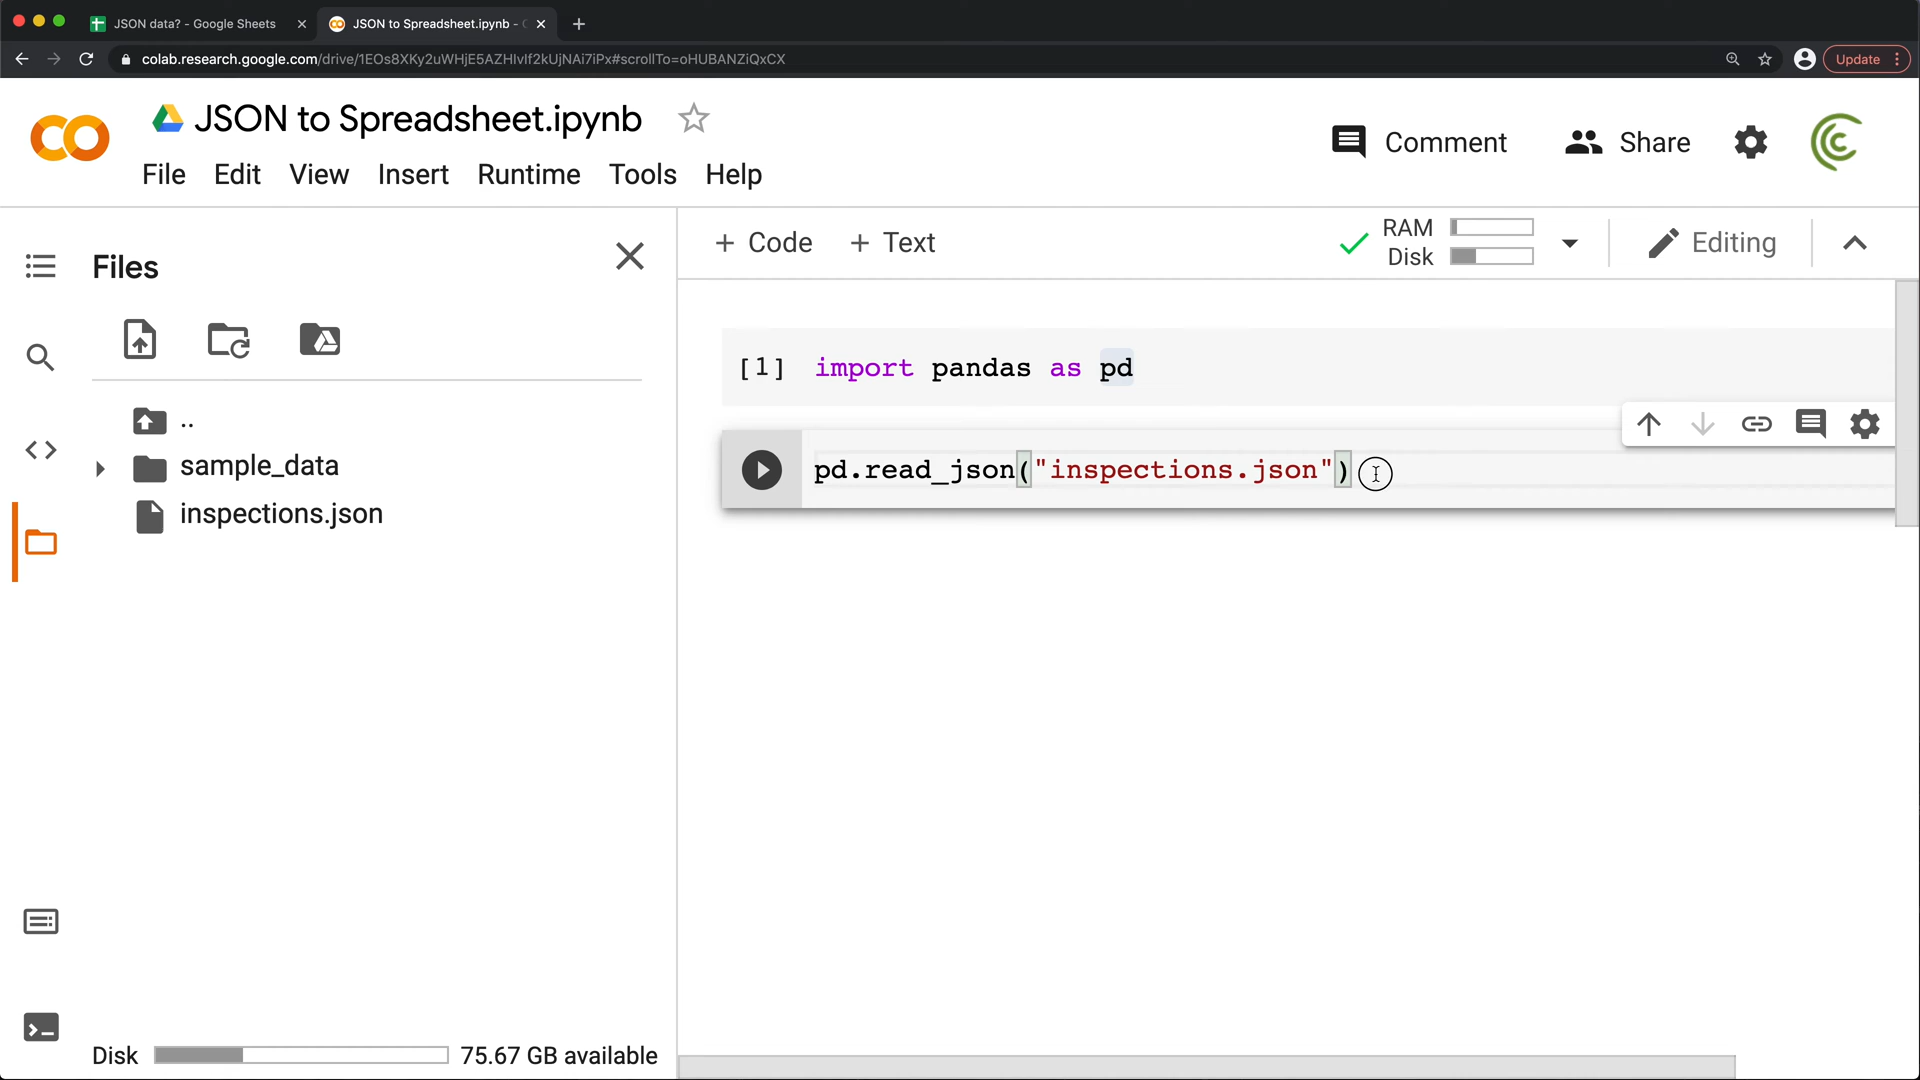 JSON data? - Google Sheets
JSON to Spreadsheet.ipynb -
colab.research.google.com/drive/1EOs8XKy2uWHjE5AZHIvIf2kUjNAi7iPx#scrollTo=oHUBANZiQxCX
Update
JSON to Spreadsheet.ipynb
File Edit View Insert Runtime Tools Help
Comment Share
Files
+ Code + Text
RAM
Disk
Editing
..
sample_data
inspections.json
[1] import pandas as pd
pd.read_json("inspections.json")
Disk 75.67 GB available